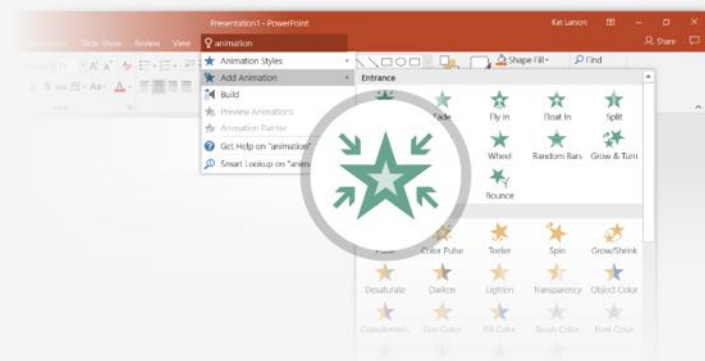 Presentation1 - PowerPoint
Kat Larson
Slide Show Review View animation
Share
Animation Styles
Add Animation
Build
Preview Animations
Animation Painter
Get Help on "animation"
Smart Lookup on "anim
Aa
A
Shape Fill
Find
Entrance
Fade Fly In Float In Split
Wheel Random Bars Grow & Turn
Bounce
Color Pulse Teeter Spin Grow/Shrink
Desaturate Darken Lighten Transparency Object Color
Complemen... Line Color Fill Color Brush Color Font Color